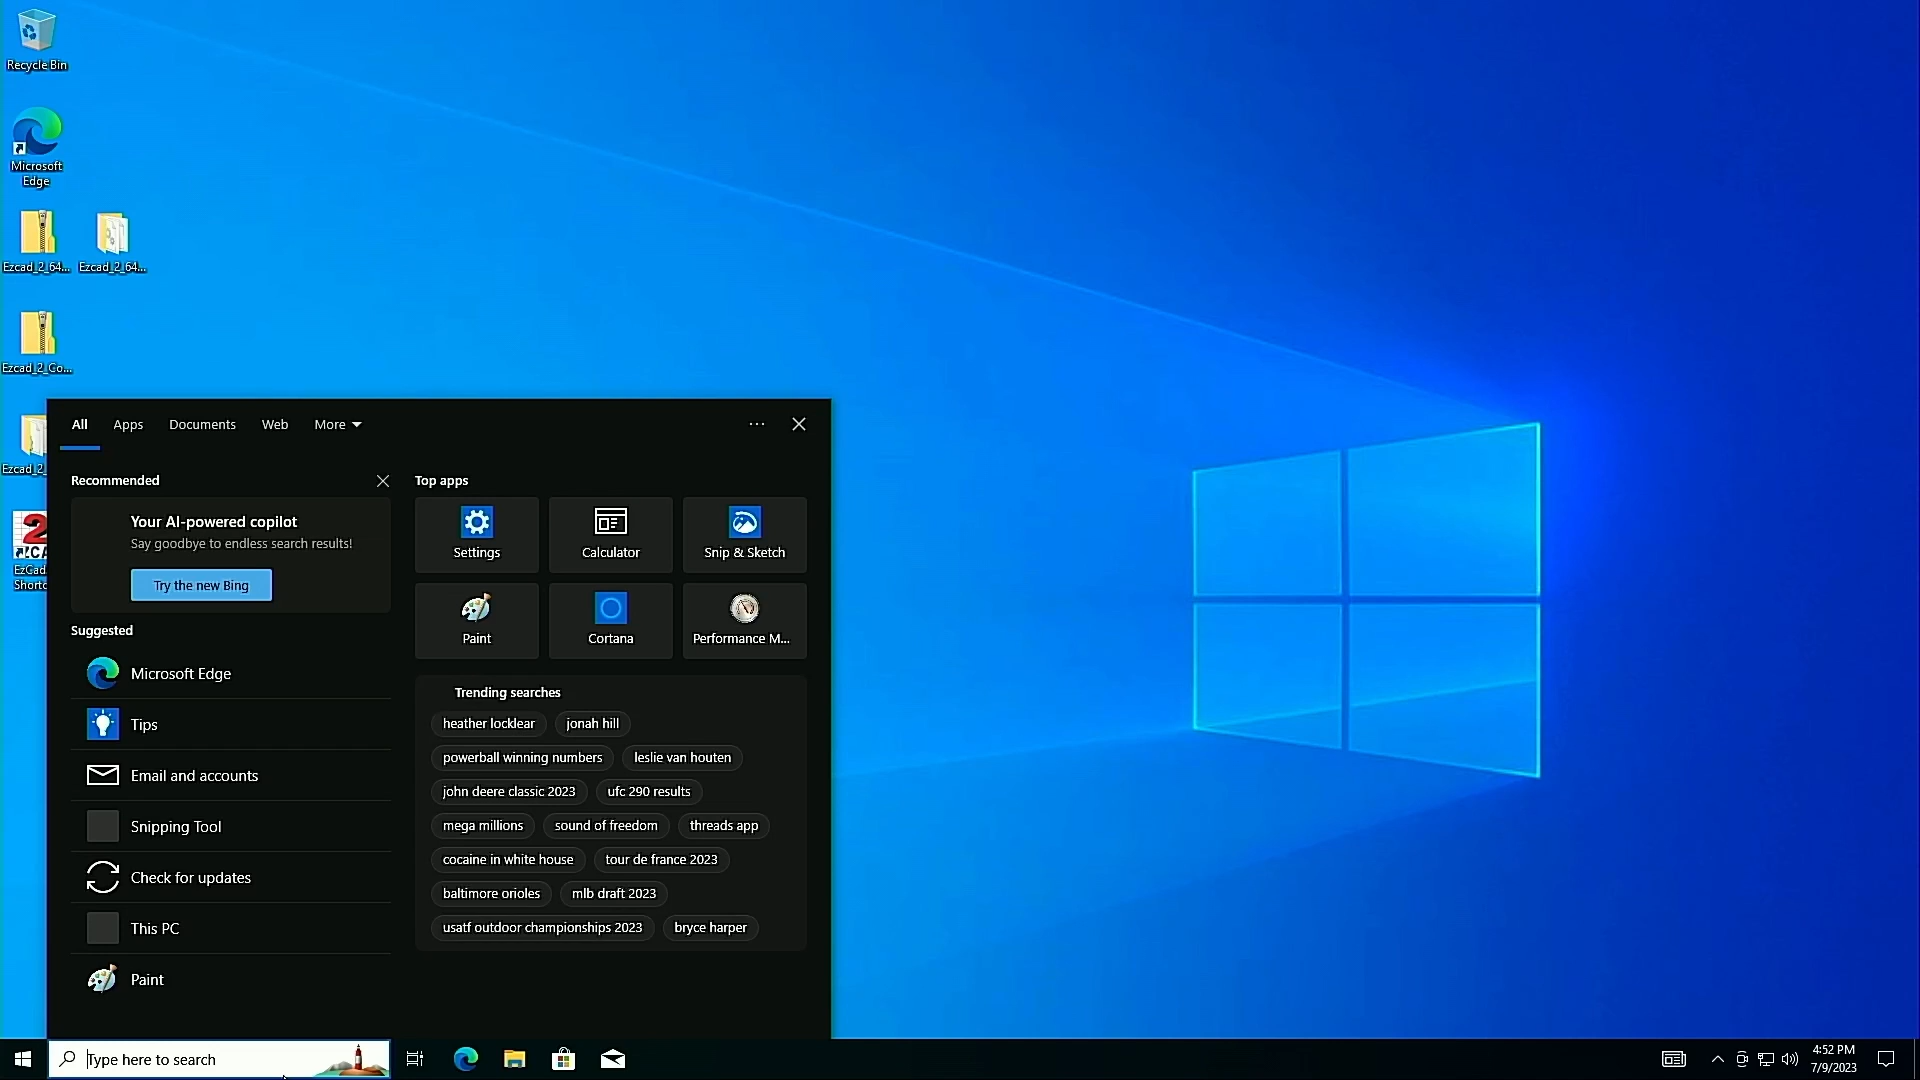 Recycle Bin
Microsoft
Edge
Ezcad_2_64...
Ezcad_2_64...
Ezcad_2_Co...
Ezcad_2
2
EzCad
Shortc
All
Apps
Documents
Web
More
Recommended
Your AI-powered copilot
Say goodbye to endless search results!
Try the new Bing
Suggested
Microsoft Edge
Tips
Email and accounts
Snipping Tool
Check for updates
This PC
Paint
Top apps
Settings
Calculator
Snip & Sketch
Paint
Cortana
Performance M...
Trending searches
heather locklear
jonah hill
powerball winning numbers
leslie van houten
john deere classic 2023
ufc 290 results
mega millions
sound of freedom
threads app
cocaine in white house
tour de france 2023
baltimore orioles
mlb draft 2023
usatf outdoor championships 2023
bryce harper
Type here to search
4:52 PM
7/9/2023